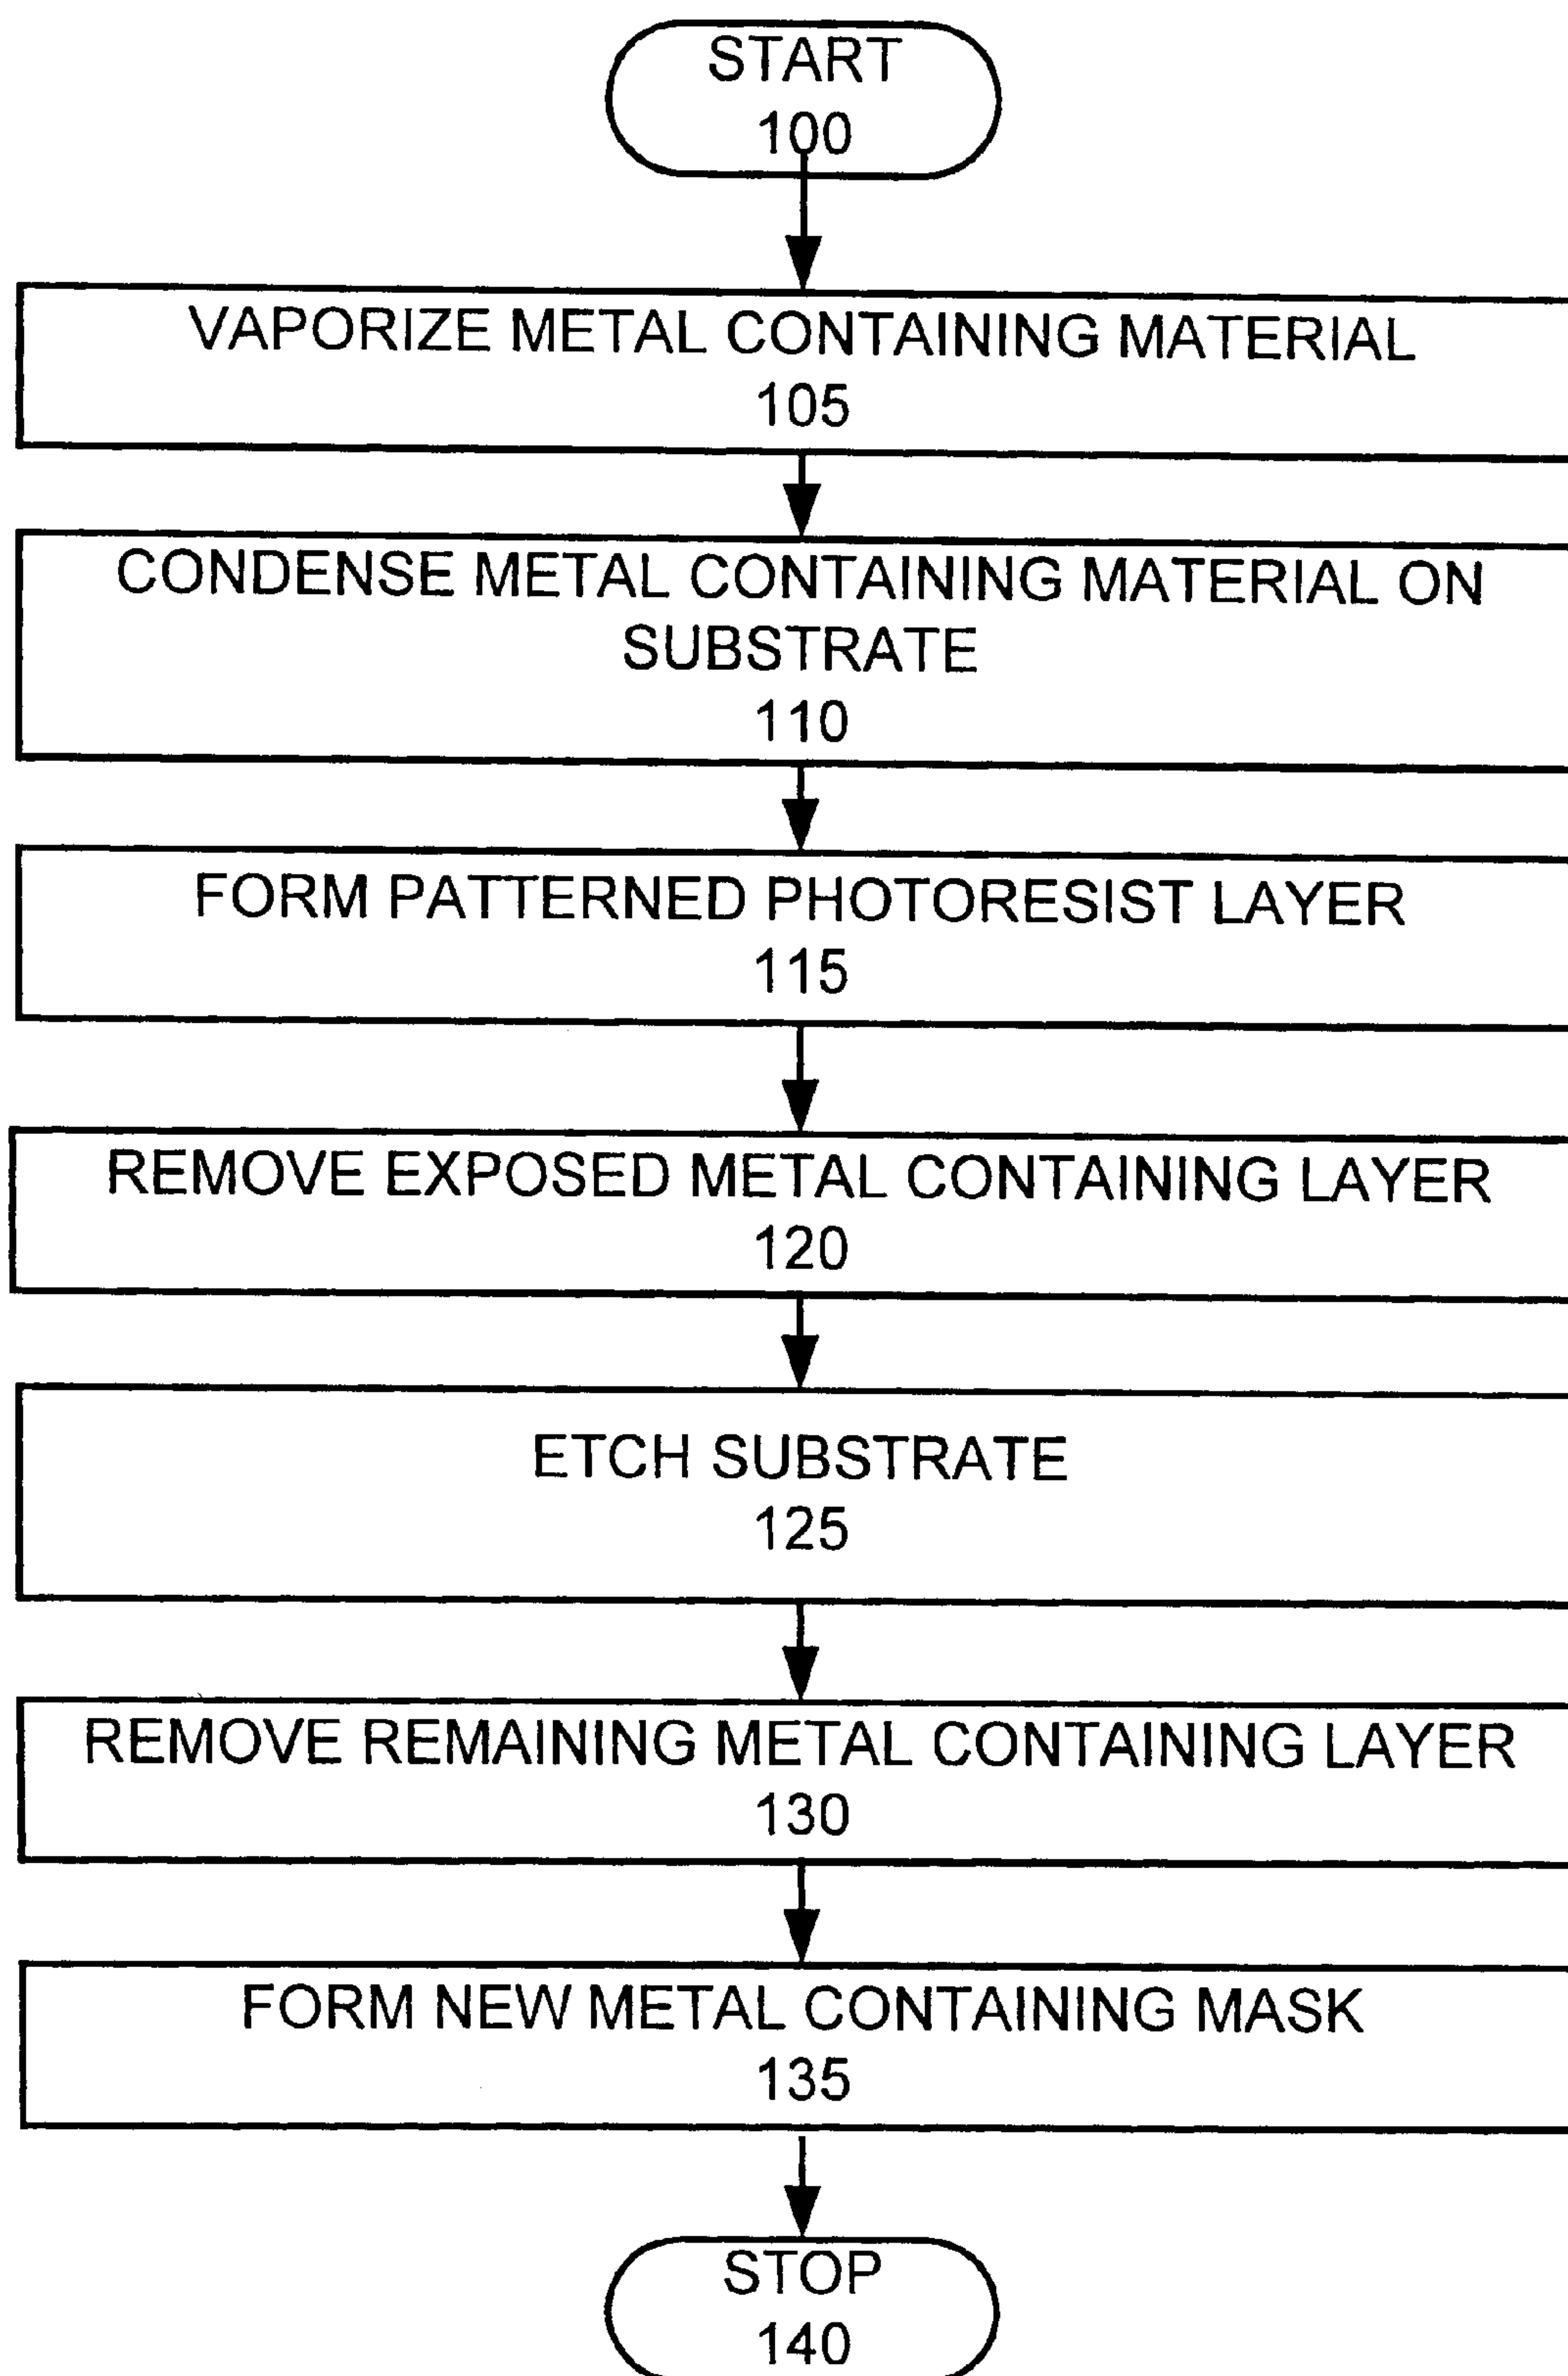 START
100
VAPORIZE METAL CONTAINING MATERIAL
105
CONDENSE METAL CONTAINING MATERIAL ON
SUBSTRATE
110
FORM PATTERNED PHOTORESIST LAYER
115
REMOVE EXPOSED METAL CONTAINING LAYER
120
ETCH SUBSTRATE
125
REMOVE REMAINING METAL CONTAINING LAYER
130
FORM NEW METAL CONTAINING MASK
135
STOP
140